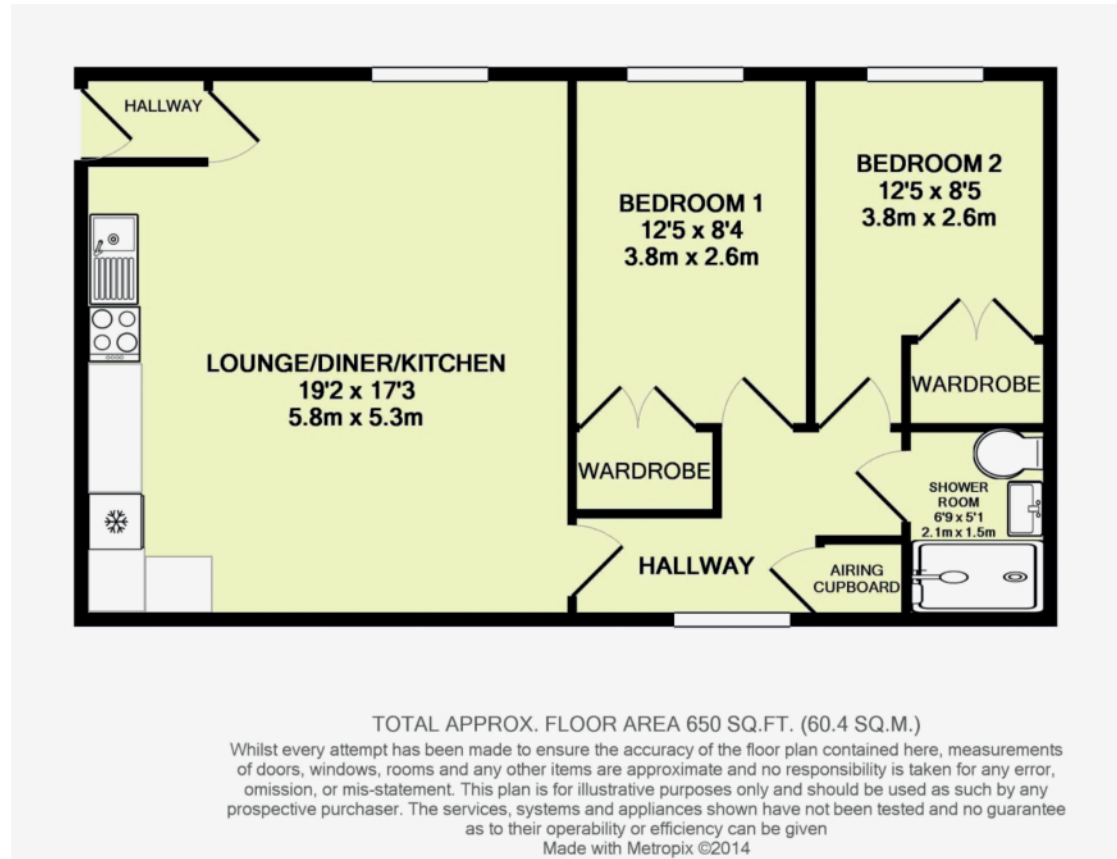 HALLWAY
BEDROOM 1
12'5 x 8'4
3.8m x 2.6m
BEDROOM 2
12'5 x 8'5
3.8m x 2.6m
LOUNGE/DINER/KITCHEN
19'2 x 17'3
5.8m x 5.3m
WARDROBE
WARDROBE
SHOWER
ROOM
6'9 x 5'1
2.1m x 1.5m
HALLWAY
AIRING
CUPBOARD
TOTAL APPROX. FLOOR AREA 650 SQ.FT. (60.4 SQ.M.)
Whilst every attempt has been made to ensure the accuracy of the floor plan contained here, measurements
of doors, windows, rooms and any other items are approximate and no responsibility is taken for any error,
omission, or mis-statement. This plan is for illustrative purposes only and should be used as such by any
prospective purchaser. The services, systems and appliances shown have not been tested and no guarantee
as to their operability or efficiency can be given
Made with Metropix ©2014